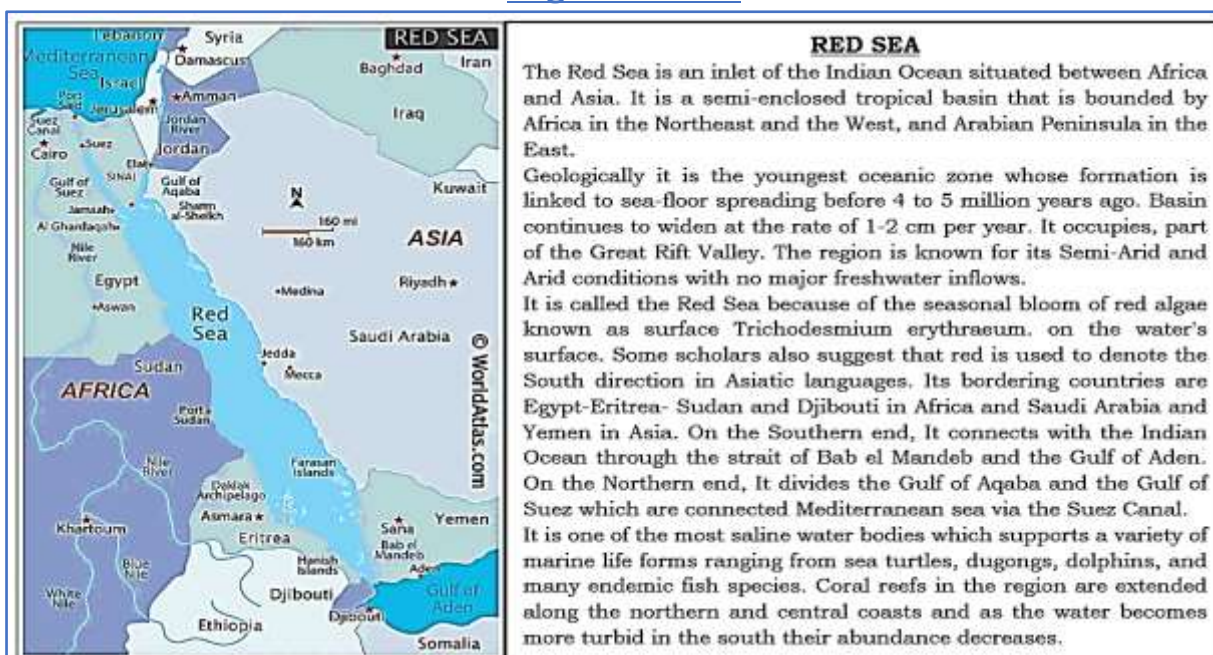 RED SEA
Lebanon
Syria
Mediterranean
Sea
Damascus
Israel
Baghdad
Iran
Port
Said
Jerusalem
Amman
Iraq
Suez
Canal
Jordan
River
Cairo
Suez
Jordan
Elat
SINAI
Gulf of
Suez
Gulf of
Aqaba
Kuwait
N
Sharm
al-Sheikh
160 mi
160 km
Al Ghardaqah
ASIA
Nile
River
Egypt
Medina
Riyadh
Aswan
Red
Sea
Saudi Arabia
Jedda
Mecca
Sudan
AFRICA
© WorldAtlas.com
Sudan
Nile
River
Farasan
Islands
Archipelago
Asmara
Khartoum
Eritrea
Sana
Yemen
Bab el
Mandeb
Hanish
Islands
Aden
Blue
Nile
White
Nile
Djibouti
Djibouti
Gulf of
Aden
Ethiopia
Somalia
RED SEA
The Red Sea is an inlet of the Indian Ocean situated between Africa
and Asia. It is a semi-enclosed tropical basin that is bounded by
Africa in the Northeast and the West, and Arabian Peninsula in the
East.
Geologically it is the youngest oceanic zone whose formation is
linked to sea-floor spreading before 4 to 5 million years ago. Basin
continues to widen at the rate of 1-2 cm per year. It occupies, part
of the Great Rift Valley. The region is known for its Semi-Arid and
Arid conditions with no major freshwater inflows.
It is called the Red Sea because of the seasonal bloom of red algae
known as surface Trichodesmium erythraeum. on the water's
surface. Some scholars also suggest that red is used to denote the
South direction in Asiatic languages. Its bordering countries are
Egypt-Eritrea- Sudan and Djibouti in Africa and Saudi Arabia and
Yemen in Asia. On the Southern end, It connects with the Indian
Ocean through the strait of Bab el Mandeb and the Gulf of Aden.
On the Northern end, It divides the Gulf of Aqaba and the Gulf of
Suez which are connected Mediterranean sea via the Suez Canal.
It is one of the most saline water bodies which supports a variety of
marine life forms ranging from sea turtles, dugongs, dolphins, and
many endemic fish species. Coral reefs in the region are extended
along the northern and central coasts and as the water becomes
more turbid in the south their abundance decreases.